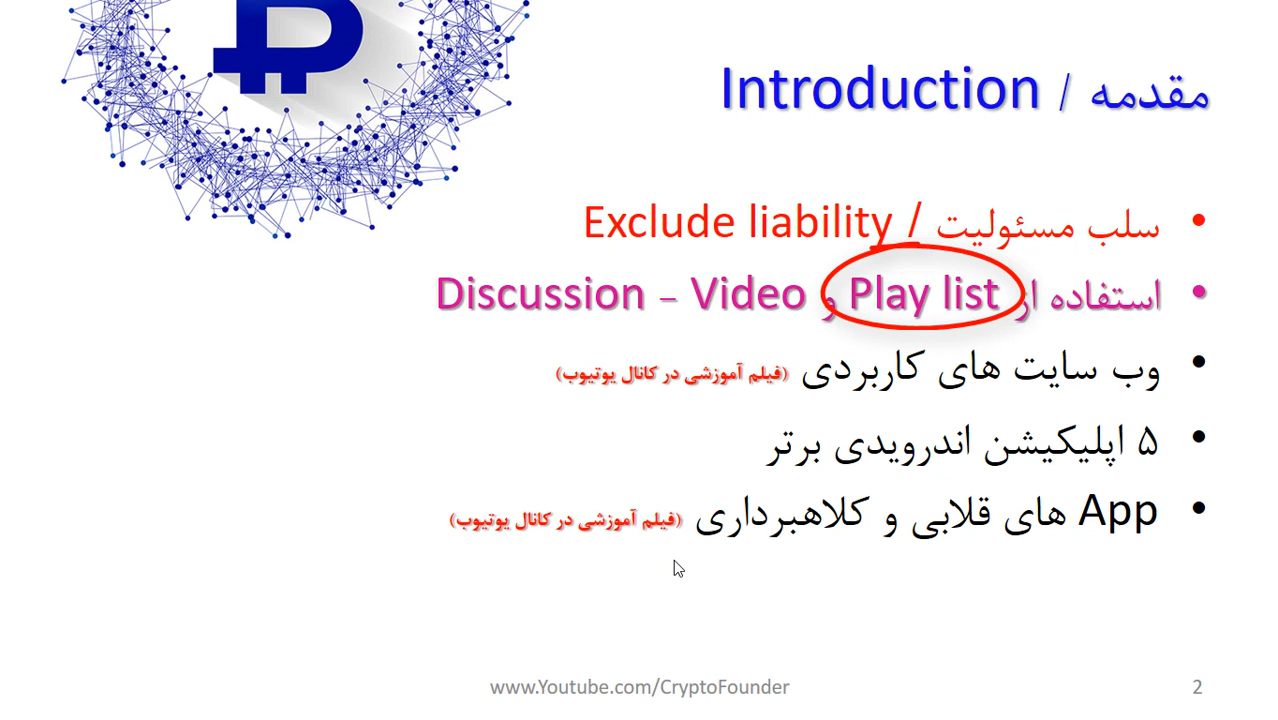 مقدمه / Introduction
سلب مسئولیت / Exclude liability
استفاده از Play list و Discussion – Video
وب سایت های کاربردی (فیلم آموزشی در کانال یوتیوب)
۵ اپلیکیشن اندرویدی برتر
App های قلابی و کلاهبرداری (فیلم آموزشی در کانال یوتیوب)
www.Youtube.com/CryptoFounder
2